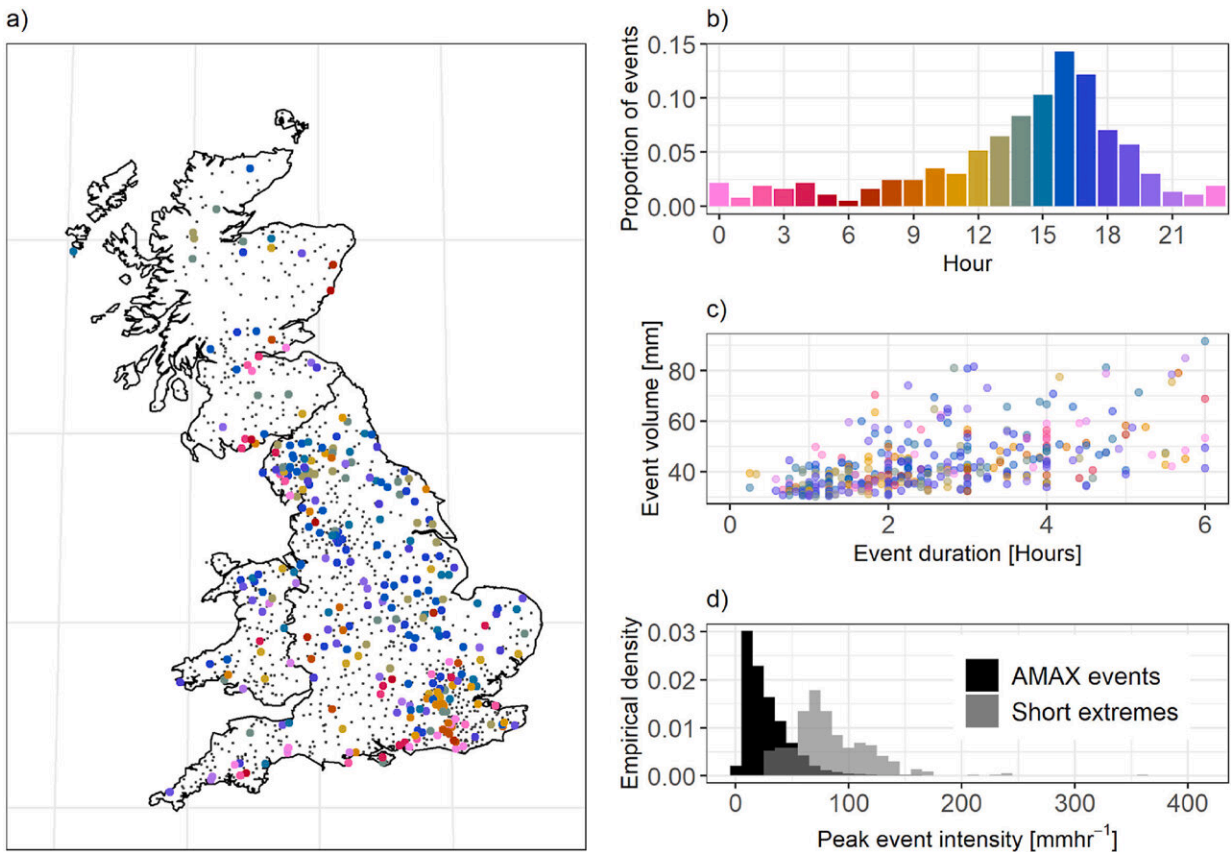 a)
b)
Proportion of events
0.15
0.10
0.05
0.00
0 3 6 9 12 15 18 21
Hour
c)
Event volume [mm]
80
60
40
0 2 4 6
Event duration [Hours]
d)
Empirical density
0.03
0.02
0.01
0.00
AMAX events
Short extremes
0 100 200 300 400
Peak event intensity [mmhr⁻¹]